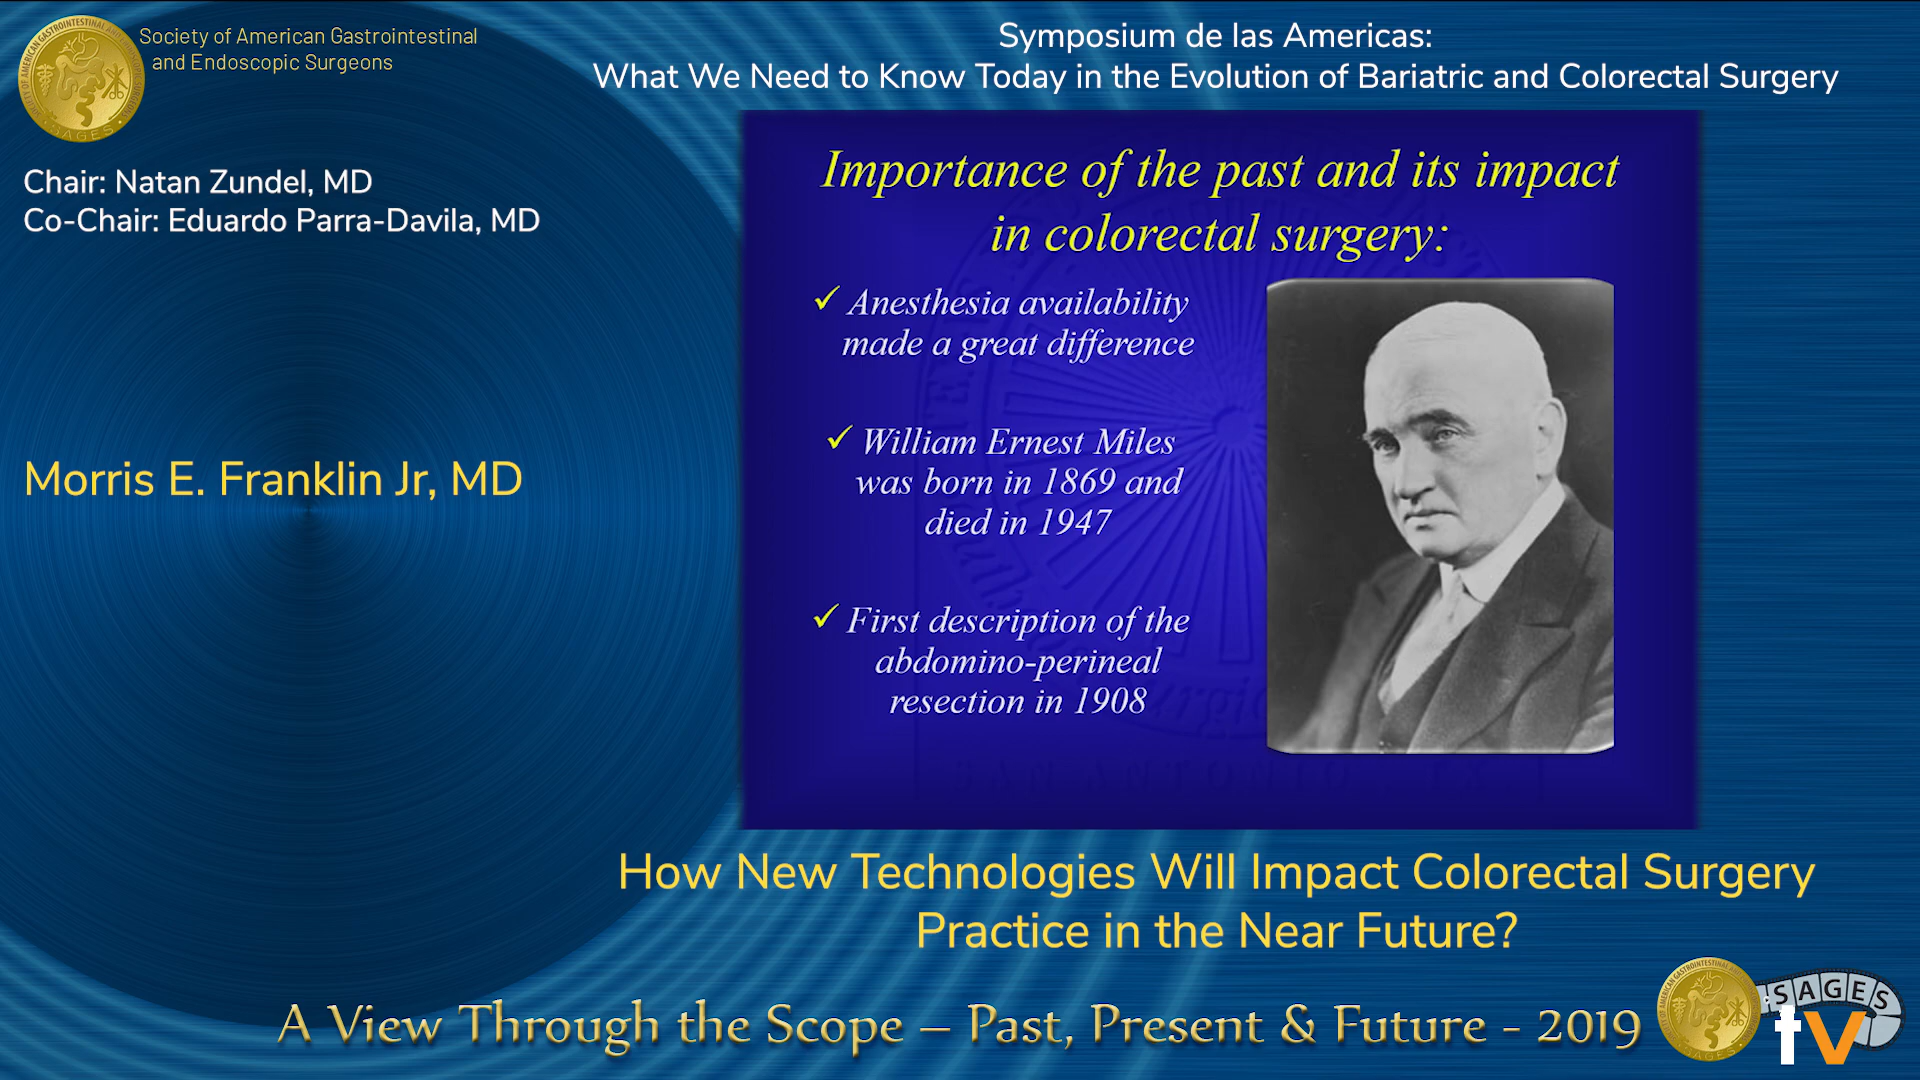 Society of American Gastrointestinal
and Endoscopic Surgeons
Symposium de las Americas:
What We Need to Know Today in the Evolution of Bariatric and Colorectal Surgery
Chair: Natan Zundel, MD
Co-Chair: Eduardo Parra-Davila, MD
Morris E. Franklin Jr, MD
Importance of the past and its impact
in colorectal surgery:
✓ Anesthesia availability
made a great difference
✓ William Ernest Miles
was born in 1869 and
died in 1947
✓ First description of the
abdomino-perineal
resection in 1908
How New Technologies Will Impact Colorectal Surgery
Practice in the Near Future?
A View Through the Scope – Past, Present & Future - 2019
SAGES
tv
SAGES